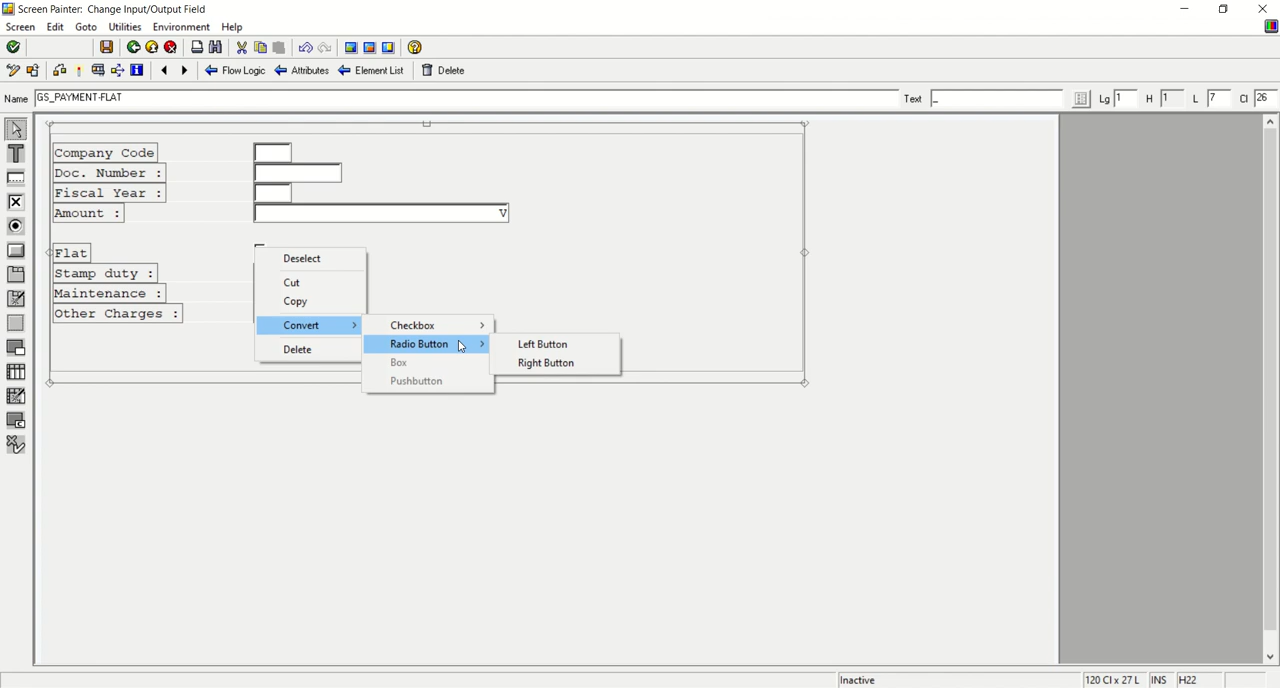 Screen Painter: Change Input/Output Field
Screen Edit Goto Utilities Environment Help
Flow Logic Attributes Element List Delete
Name GS_PAYMENT-FLAT Text _ Lg 1 H 1 L 7 Cl 26
Company Code
Doc. Number :
Fiscal Year :
Amount : V
Flat
Stamp duty :
Maintenance :
Other Charges :
Deselect
Cut
Copy
Convert
Delete
Checkbox
Radio Button
Box
Pushbutton
Left Button
Right Button
Inactive 120 Cl x 27 L INS H22